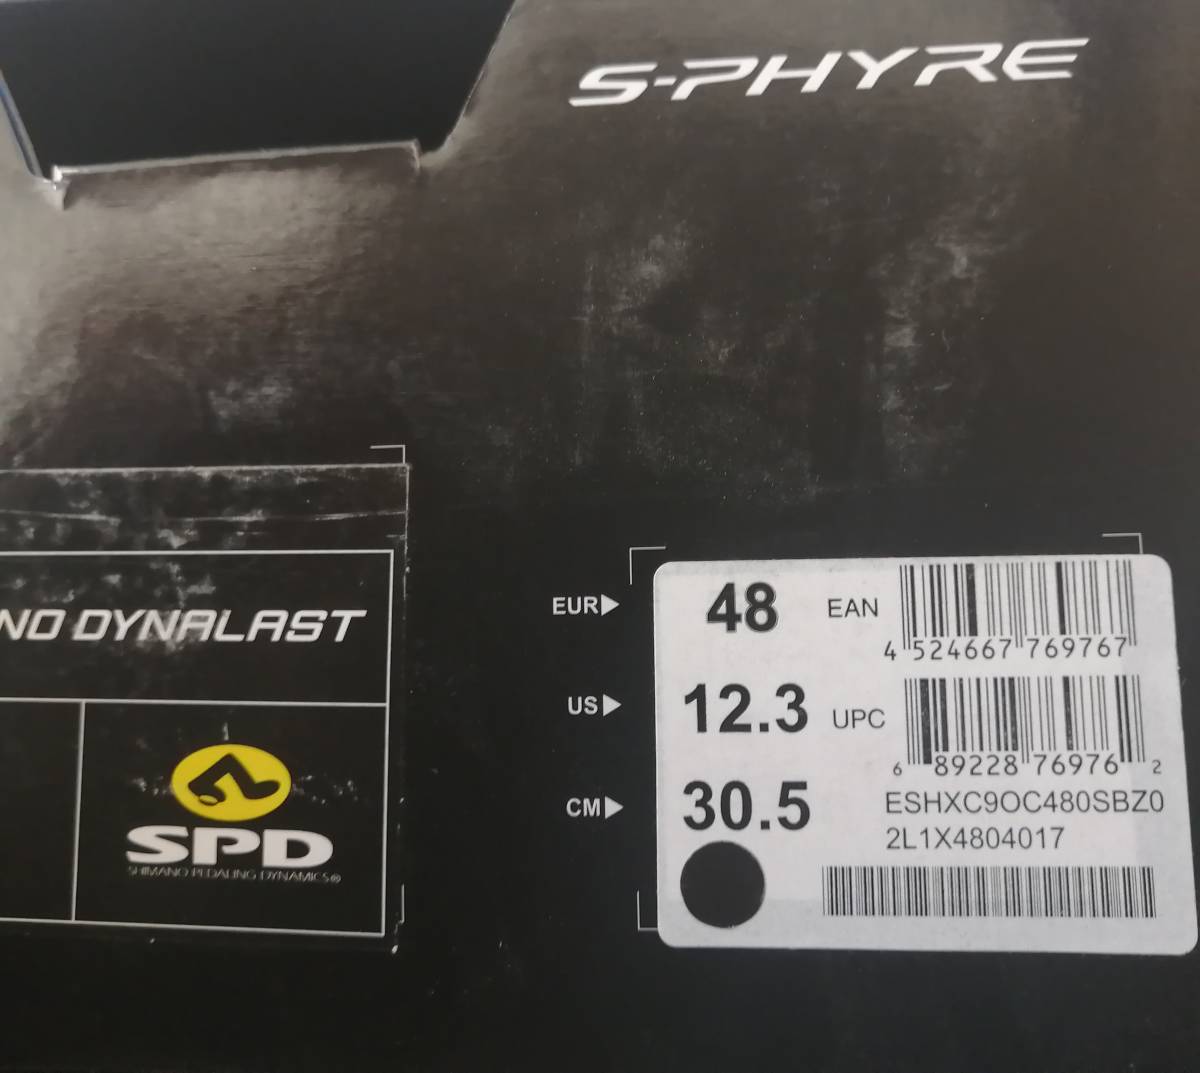 S-PHYRE
NO DYNALAST
SPD
SHIMANO PEDALING DYNAMICS®
EUR▶ 48 EAN
4 524667 769767
US▶ 12.3 UPC
6 89228 76976 2
CM▶ 30.5
ESHXC9OC480SBZ0
2L1X4804017